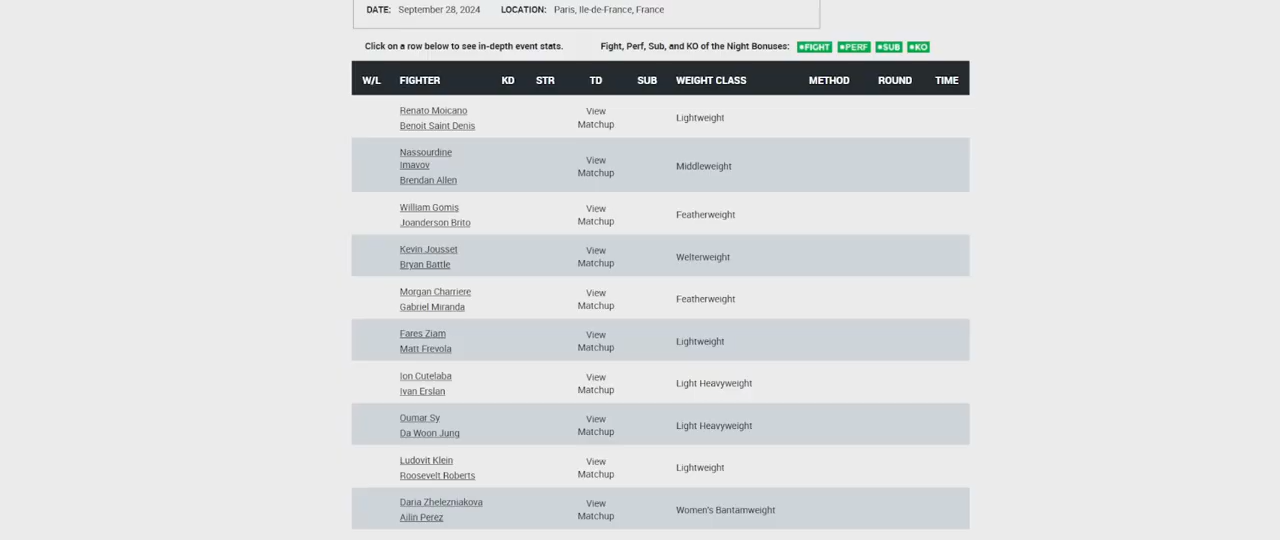 DATE: September 28, 2024 LOCATION: Paris, Ile-de-France, France
Click on a row below to see in-depth event stats. Fight, Perf, Sub, and KO of the Night Bonuses: FIGHT PERF SUB KO
W/L FIGHTER KD STR TD SUB WEIGHT CLASS METHOD ROUND TIME
Renato Moicano View
Benoit Saint Denis Matchup Lightweight
Nassourdine
Imavov View
Brendan Allen Matchup Middleweight
William Gomis View
Joanderson Brito Matchup Featherweight
Kevin Jousset View
Bryan Battle Matchup Welterweight
Morgan Charriere View
Gabriel Miranda Matchup Featherweight
Fares Ziam View
Matt Frevola Matchup Lightweight
Ion Cutelaba View
Ivan Erslan Matchup Light Heavyweight
Oumar Sy View
Da Woon Jung Matchup Light Heavyweight
Ludovit Klein View
Roosevelt Roberts Matchup Lightweight
Daria Zhelezniakova View
Ailin Perez Matchup Women's Bantamweight